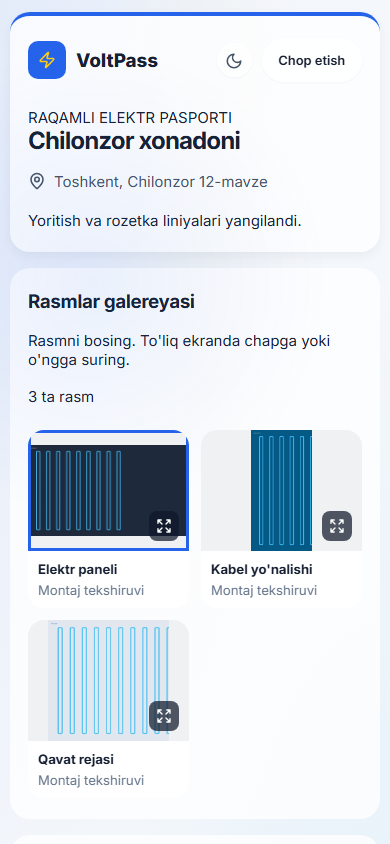 VoltPass
Chop etish
RAQAMLI ELEKTR PASPORTI
Chilonzor xonadoni
Toshkent, Chilonzor 12-mavze
Yoritish va rozetka liniyalari yangilandi.
Rasmlar galereyasi
Rasmni bosing. To'liq ekranda chapga yoki
o'ngga suring.
3 ta rasm
Elektr paneli
Montaj tekshiruvi
Kabel yo'nalishi
Montaj tekshiruvi
Qavat rejasi
Montaj tekshiruvi